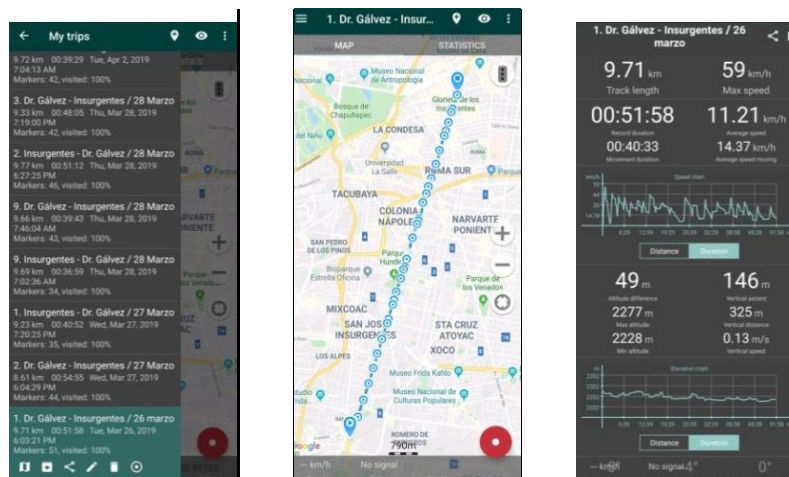 My trips
9.72 km 00:39:29 Tue, Apr 2, 2019
7:04:13 AM
Markers: 42, visited: 100%
3. Dr. Gálvez - Insurgentes / 28 Marzo
9.33 km 00:48:05 Thu, Mar 28, 2019
7:19:00 PM
Markers: 42, visited: 100%
2. Insurgentes - Dr. Gálvez / 28 Marzo
9.77 km 00:51:12 Thu, Mar 28, 2019
6:27:25 PM
Markers: 46, visited: 100%
9. Dr. Gálvez - Insurgentes / 28 Marzo
9.66 km 00:39:43 Thu, Mar 28, 2019
7:46:04 AM
Markers: 43, visited: 100%
9. Insurgentes - Dr. Gálvez / 28 Marzo
9.69 km 00:36:59 Thu, Mar 28, 2019
7:02:36 AM
Markers: 34, visited: 100%
1. Insurgentes - Dr. Gálvez / 27 Marzo
9.23 km 00:40:52 Wed, Mar 27, 2019
7:20:25 PM
Markers: 35, visited: 100%
2. Dr. Gálvez - Insurgentes / 27 Marzo
8.61 km 00:54:55 Wed, Mar 27, 2019
6:04:29 PM
Markers: 44, visited: 100%
1. Dr. Gálvez - Insurgentes / 26 marzo
9.71 km 00:51:58 Tue, Mar 26, 2019
6:03:21 PM
Markers: 51, visited: 100%
1. Dr. Gálvez - Insur...
MAP STATISTICS
Museo Nacional
de Antropología
Bosque de
Chapultepec
Glorieta de los
Insurgentes
LA CONDESA
ROMA
Universidad
La Salle
ROMA SUR
TACUBAYA
COLONIA
NÁPOLE
NARVARTE
PONIENT
SAN PEDRO
DE LOS PINOS
Parque
Hundi
Bioparque
Estrella Oficina
Parque de
los Venados
MIXCOAC
SAN JOS
INSURGENTES
STA CRUZ
ATOYAC
LOS ALPES
XOCO
Museo Frida Kahlo
Museo Nacional de
Culturas Populares
ROMERO DE
790m
-- km/h No signal
1. Dr. Gálvez - Insurgentes / 26
marzo
9.71 km 59 km/h
Track length Max speed
00:51:58 11.21 km/h
Record duration Average speed
00:40:33 14.37 km/h
Movement duration Average speed moving
km/h Speed chart
Distance Duration
49 m 146 m
Altitude difference Vertical ascent
2277 m 325 m
Max altitude Vertical distance
2228 m 0.13 m/s
Min altitude Vertical speed
m Elevation chart
Distance Duration
-- km/h No signal 0°